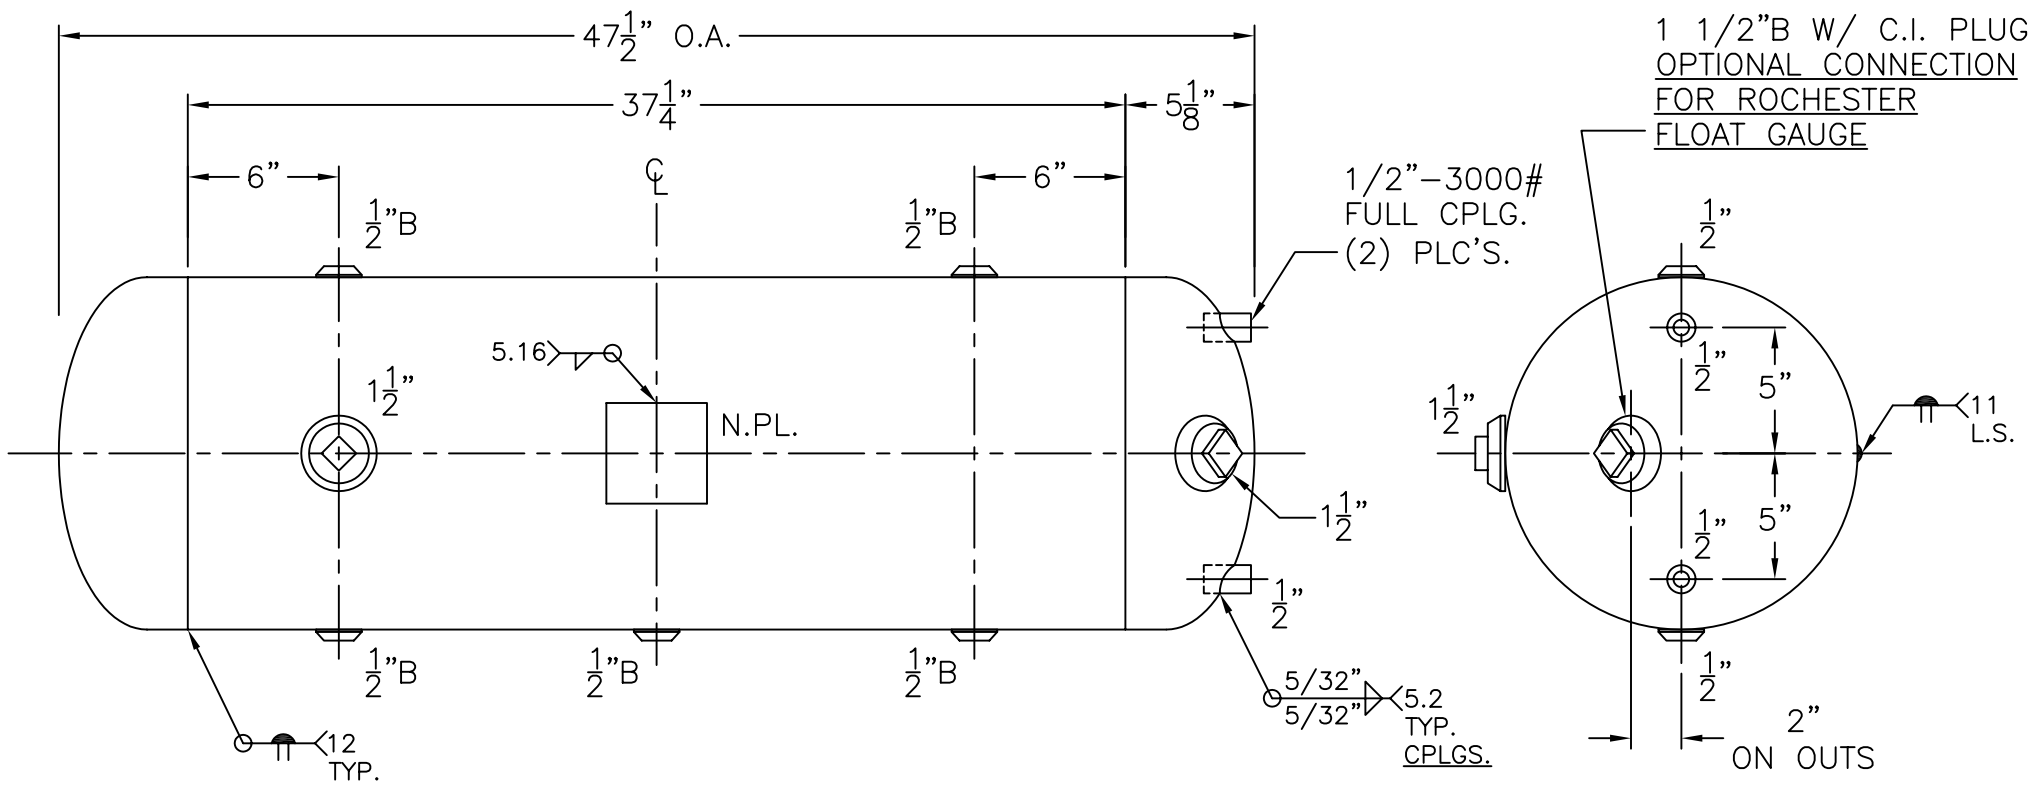 47 1/2" O.A.
1 1/2"B W/ C.I. PLUG
OPTIONAL CONNECTION
FOR ROCHESTER
FLOAT GAUGE
37 1/4"
5 1/8"
6"
CL
6"
1/2"-3000#
FULL CPLG.
(2) PLC'S.
1/2"B
1/2"B
1/2"
5.16
1 1/2"
N.PL.
1/2"
5"
1 1/2"
11
L.S.
1 1/2"
1/2"
5"
1/2"
1/2"B
1/2"B
1/2"B
5/32"
5/32"
5.2
TYP.
CPLGS.
1/2"
12
TYP.
2"
ON OUTS